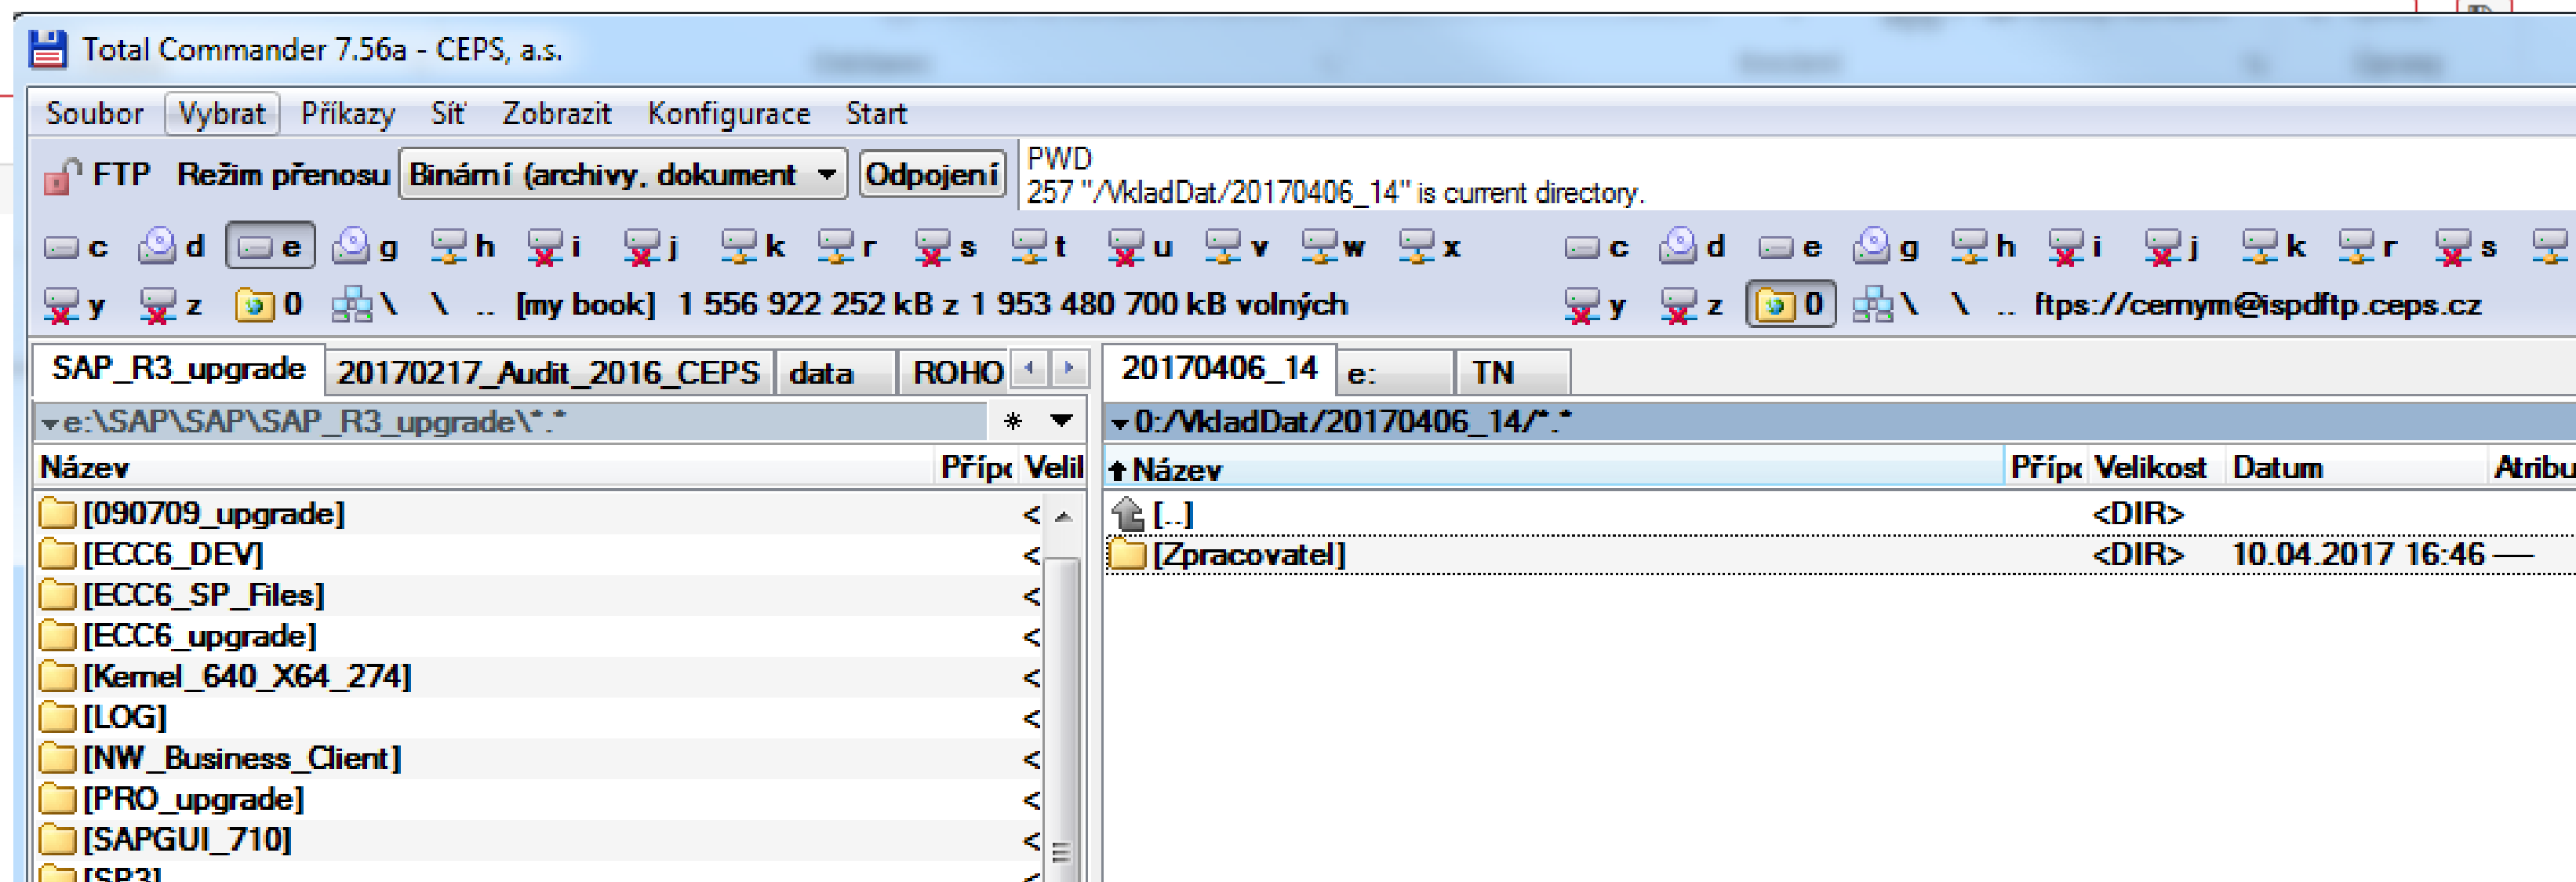 Total Commander 7.56a - CEPS, a.s.
Soubor Vybrat Příkazy Síť Zobrazit Konfigurace Start
FTP Režim přenosu Binární (archivy, dokument Odpojení
PWD
257 "/VkladDat/20170406_14" is current directory.
c d e g h i j k r s t u v w x c d e g h i j k r s
y z 0 \ \ .. [my book] 1 556 922 252 kB z 1 953 480 700 kB volných y z 0 \ \ .. ftps://cernym@ispdftp.ceps.cz
SAP_R3_upgrade 20170217_Audit_2016_CEPS data ROHO 20170406_14 e: TN
e:\SAP\SAP\SAP_R3_upgrade\*.* * 0:/VkladDat/20170406_14/*.*
Název Přípo Velil Název Přípo Velikost Datum Atribu
[090709_upgrade] < [..] <DIR>
[ECC6_DEV] < [Zpracovatel] <DIR> 10.04.2017 16:46 —
[ECC6_SP_Files] <
[ECC6_upgrade] <
[Kernel_640_X64_274] <
[LOG] <
[NW_Business_Client] <
[PRO_upgrade] <
[SAPGUI_710] <
[SP3] <